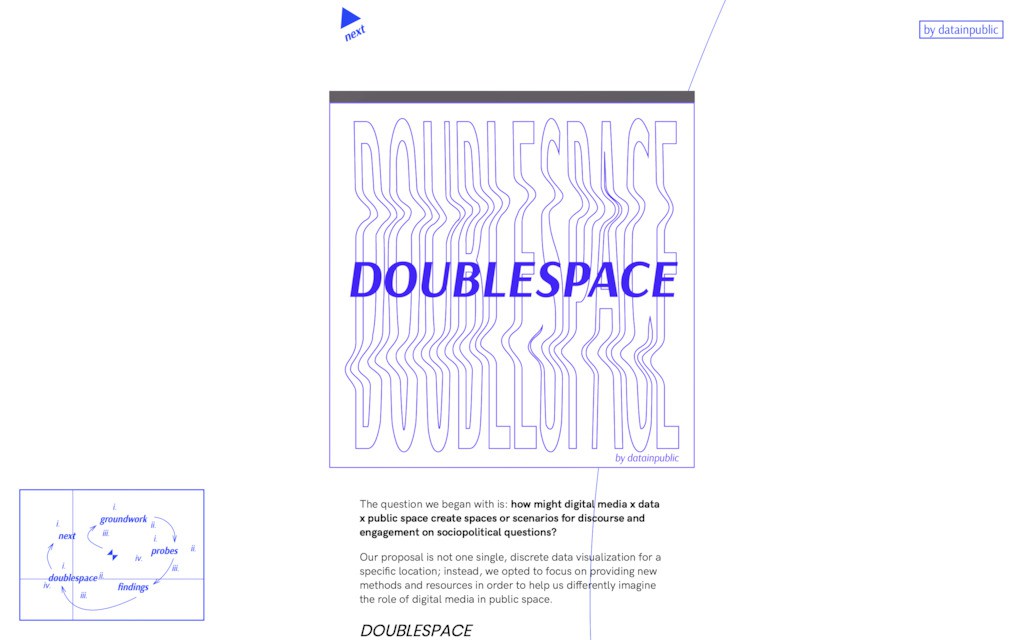 next
by datainpublic
DOUBLESPACE
DOUBLESPACE
by datainpublic
The question we began with is: how might digital media x data
x public space create spaces or scenarios for discourse and
engagement on sociopolitical questions?
Our proposal is not one single, discrete data visualization for a
specific location; instead, we opted to focus on providing new
methods and resources in order to help us differently imagine
the role of digital media in public space.
DOUBLESPACE
i.
groundwork
ii.
iii.
i.
next
i.
probes
ii.
iii.
iv.
i.
doublespace
ii.
iv.
iii.
findings